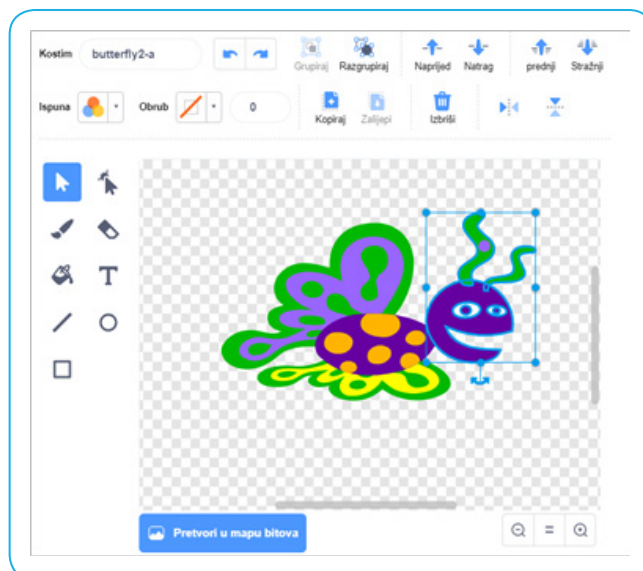 Kostim butterfly2-a Grupiraj Razgrupiraj Naprijed Natrag prednji Stražnji
Ispuna Obrub 0 Kopiraj Zalijepi Izbriši
T
Pretvori u mapu bitova